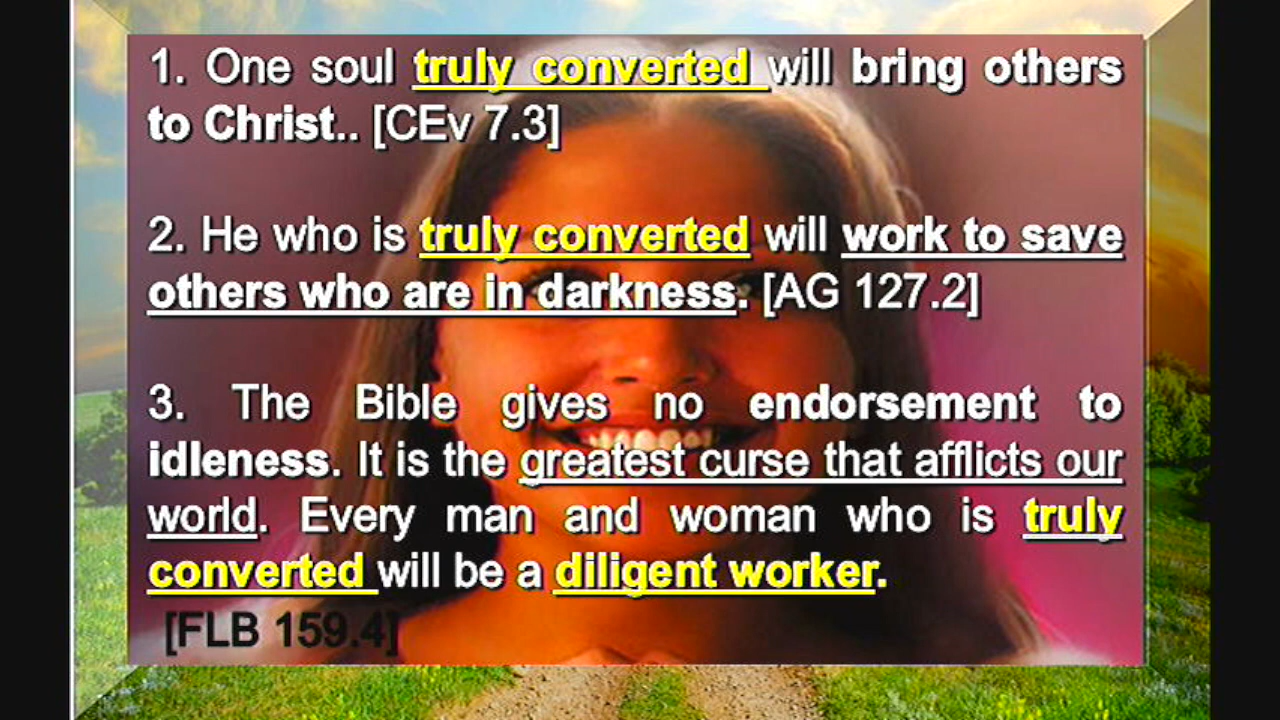 1. One soul truly converted will bring others
to Christ.. [CEv 7.3]
2. He who is truly converted will work to save
others who are in darkness. [AG 127.2]
3. The Bible gives no endorsement to
idleness. It is the greatest curse that afflicts our
world. Every man and woman who is truly
converted will be a diligent worker.
[FLB 159.4]